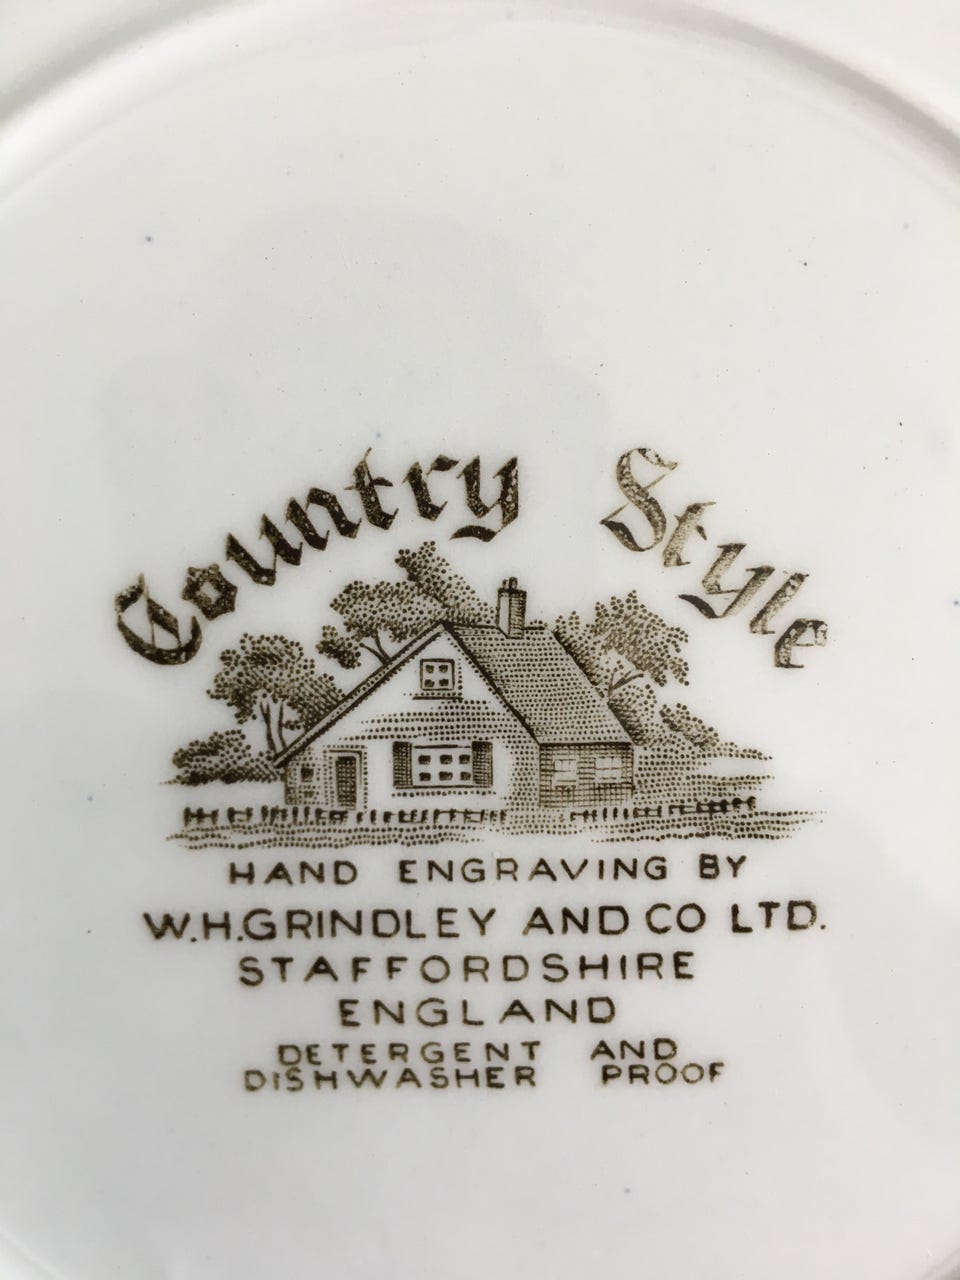 Country Style
HAND ENGRAVING BY
W.H.GRINDLEY AND CO LTD.
STAFFORDSHIRE
ENGLAND
DETERGENT AND
DISHWASHER PROOF